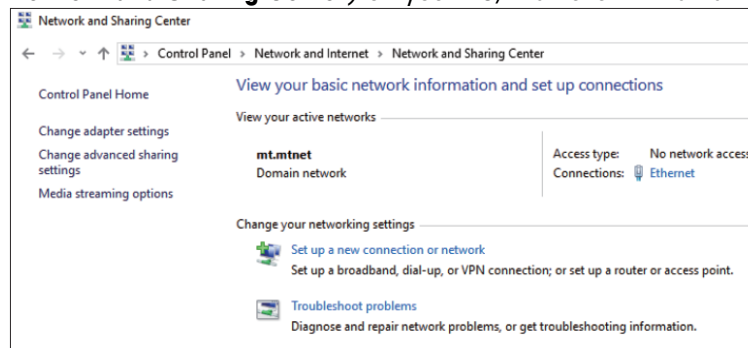 Network and Sharing Center
Control Panel > Network and Internet > Network and Sharing Center
Control Panel Home
Change adapter settings
Change advanced sharing
settings
Media streaming options
View your basic network information and set up connections
View your active networks
mt.mtnet
Domain network
Access type: No network access
Connections: Ethernet
Change your networking settings
Set up a new connection or network
Set up a broadband, dial-up, or VPN connection; or set up a router or access point.
Troubleshoot problems
Diagnose and repair network problems, or get troubleshooting information.